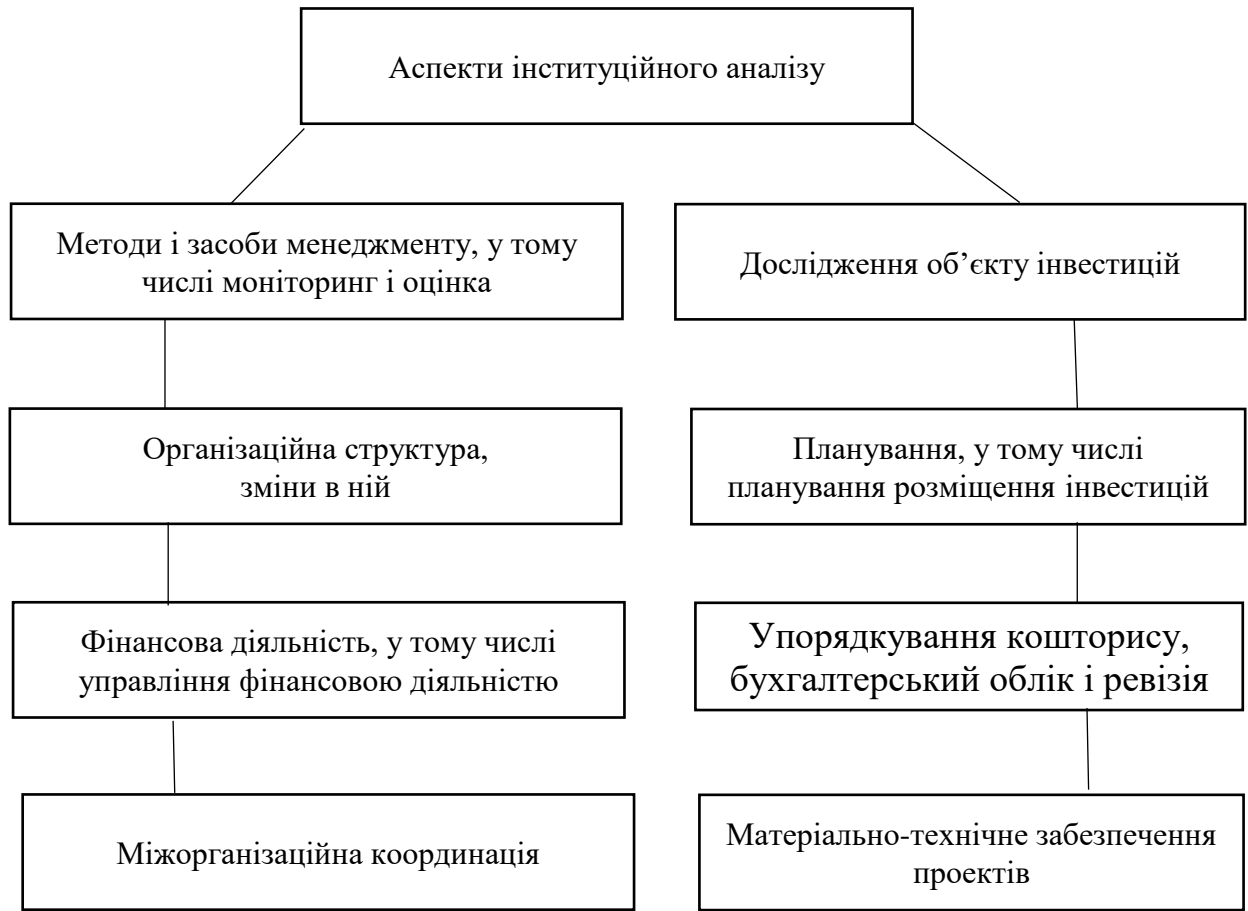 Аспекти інституційного аналізу
Методи і засоби менеджменту, у тому
числі моніторинг і оцінка
Дослідження об’єкту інвестицій
Організаційна структура,
зміни в ній
Планування, у тому числі
планування розміщення інвестицій
Фінансова діяльність, у тому числі
управління фінансовою діяльністю
Упорядкування кошторису,
бухгалтерський облік і ревізія
Міжорганізаційна координація
Матеріально-технічне забезпечення
проектів